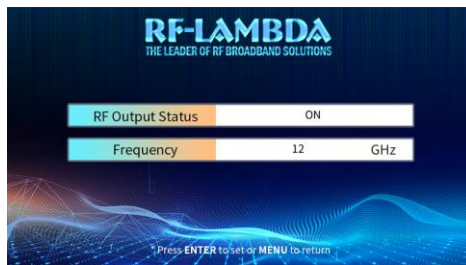 RF-LAMBDA
THE LEADER OF RF BROADBAND SOLUTIONS
RF Output Status ON
Frequency 12 GHz
* Press ENTER to set or MENU to return